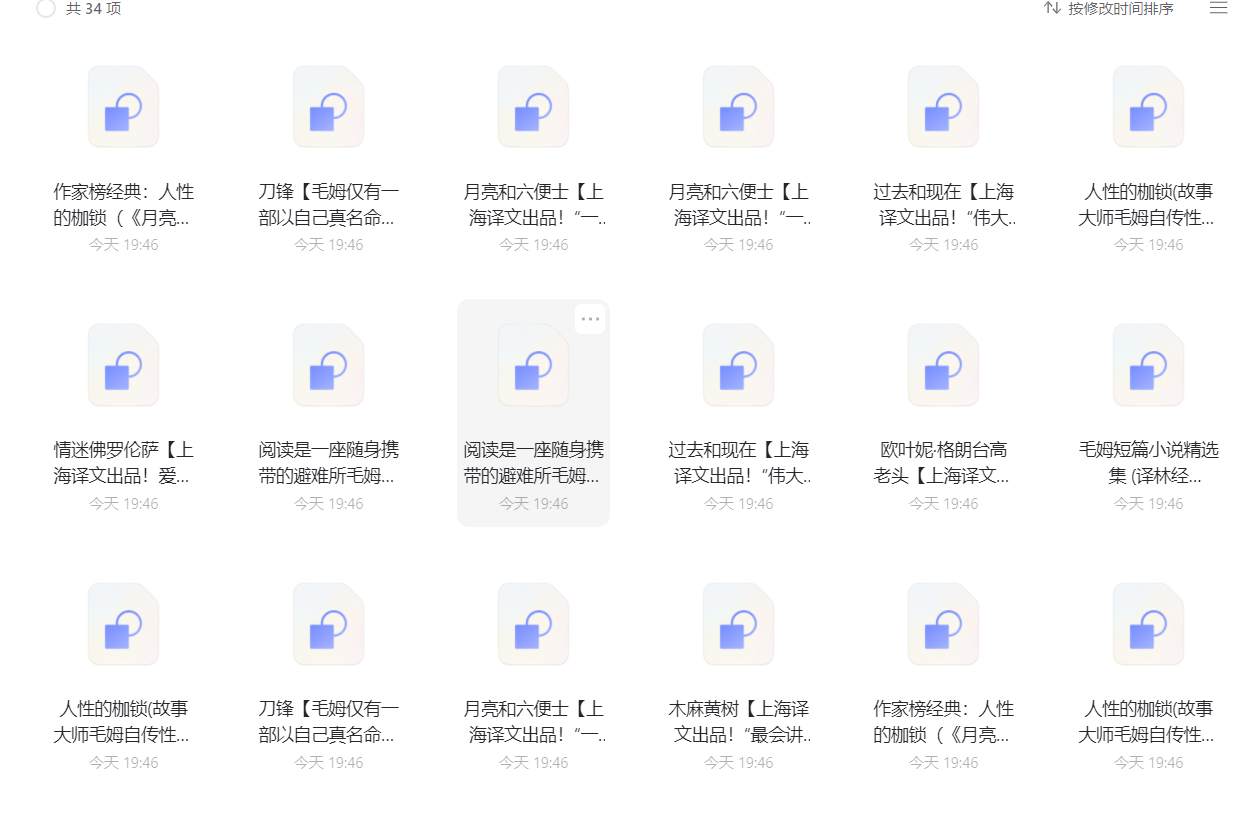 共 34 项
按修改时间排序
作家榜经典：人性
的枷锁（《月亮...
今天 19:46
刀锋【毛姆仅有一
部以自己真名命...
今天 19:46
月亮和六便士【上
海译文出品！“一..
今天 19:46
月亮和六便士【上
海译文出品！“一..
今天 19:46
过去和现在【上海
译文出品！“伟大..
今天 19:46
人性的枷锁(故事
大师毛姆自传性...
今天 19:46
情迷佛罗伦萨【上
海译文出品！爱...
今天 19:46
阅读是一座随身携
带的避难所毛姆...
今天 19:46
阅读是一座随身携
带的避难所毛姆...
今天 19:46
过去和现在【上海
译文出品！“伟大..
今天 19:46
欧叶妮·格朗台高
老头【上海译文...
今天 19:46
毛姆短篇小说精选
集 (译林经...
今天 19:46
人性的枷锁(故事
大师毛姆自传性...
今天 19:46
刀锋【毛姆仅有一
部以自己真名命...
今天 19:46
月亮和六便士【上
海译文出品！“一..
今天 19:46
木麻黄树【上海译
文出品！“最会讲..
今天 19:46
作家榜经典：人性
的枷锁（《月亮...
今天 19:46
人性的枷锁(故事
大师毛姆自传性...
今天 19:46